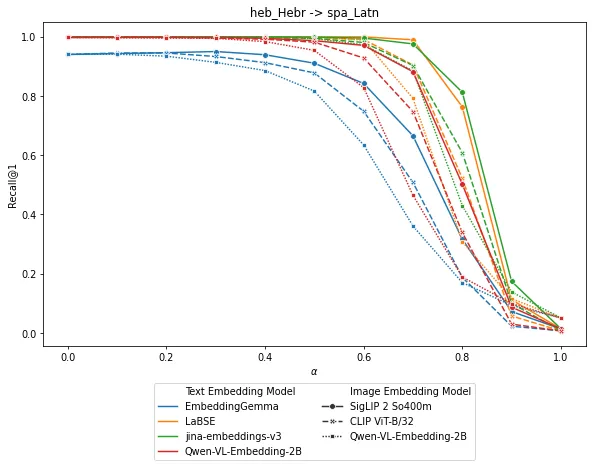 heb_Hebr -> spa_Latn
Recall@1
1.0
0.8
0.6
0.4
0.2
0.0
0.0 0.2 0.4 0.6 0.8 1.0
α
Text Embedding Model
EmbeddingGemma
LaBSE
jina-embeddings-v3
Qwen-VL-Embedding-2B
Image Embedding Model
SigLIP 2 So400m
CLIP ViT-B/32
Qwen-VL-Embedding-2B